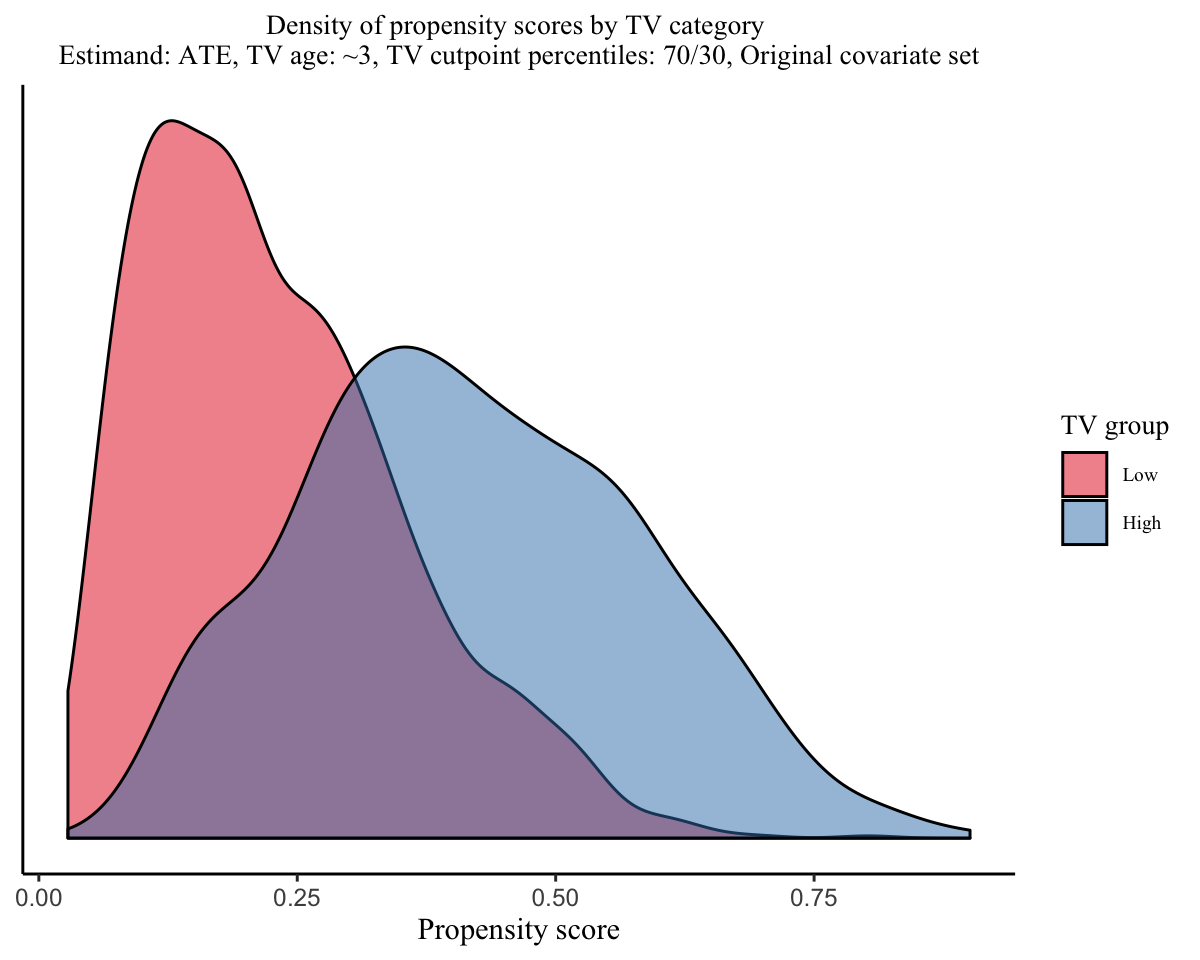 Density of propensity scores by TV category
Estimand: ATE, TV age: ~3, TV cutpoint percentiles: 70/30, Original covariate set
TV group
Low
High
0.00 0.25 0.50 0.75
Propensity score